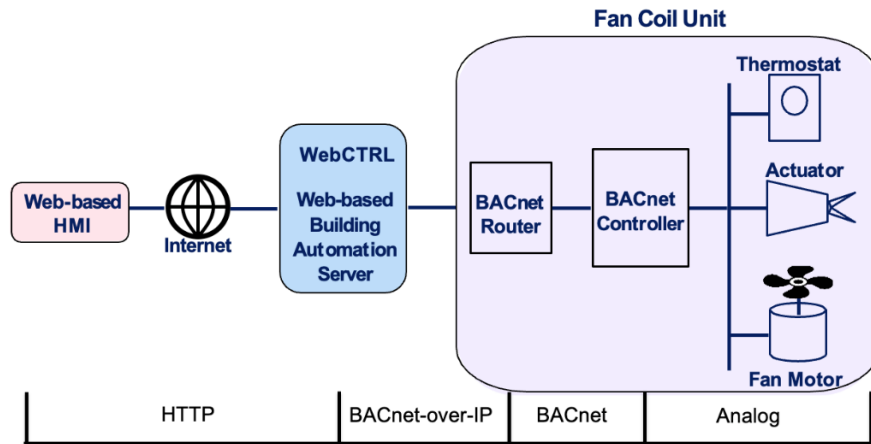 Fan Coil Unit
Thermostat
WebCTRL
Web-based
Building
Automation
Server
Web-based
HMI
Internet
BACnet
Router
BACnet
Controller
Actuator
Fan Motor
HTTP
BACnet-over-IP
BACnet
Analog